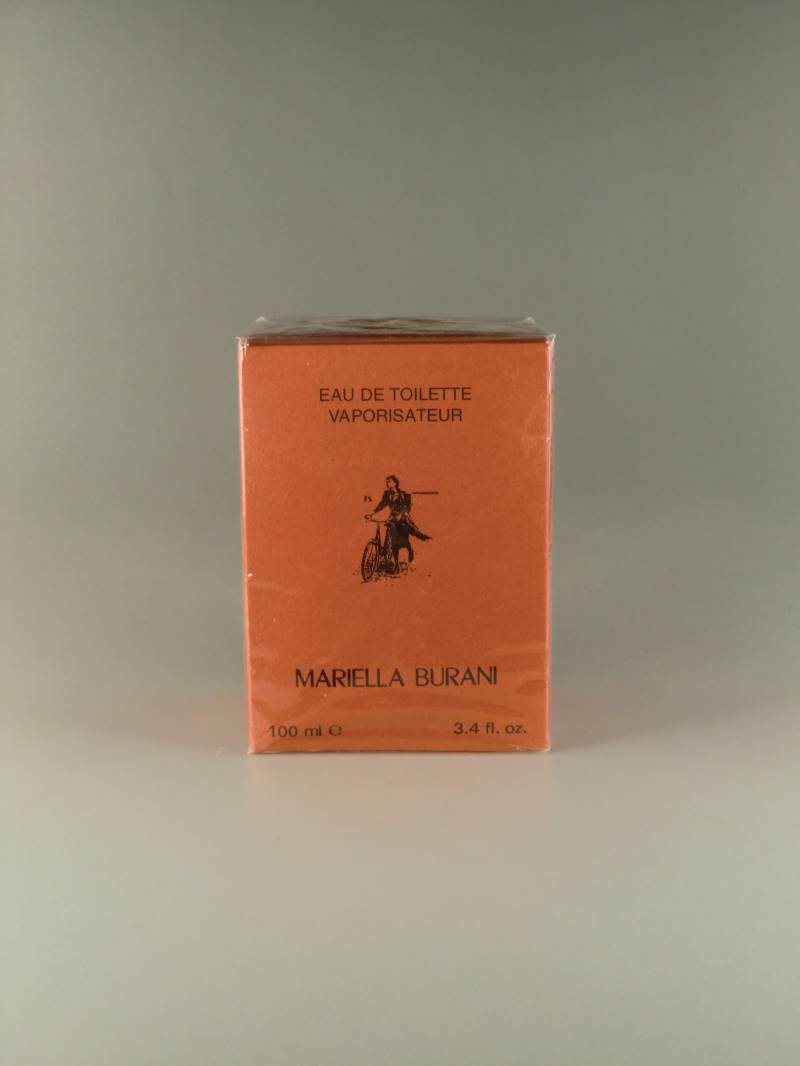 EAU DE TOILETTE
VAPORISATEUR
MARIELLA BURANI
100 ml ℮ 3.4 fl. oz.